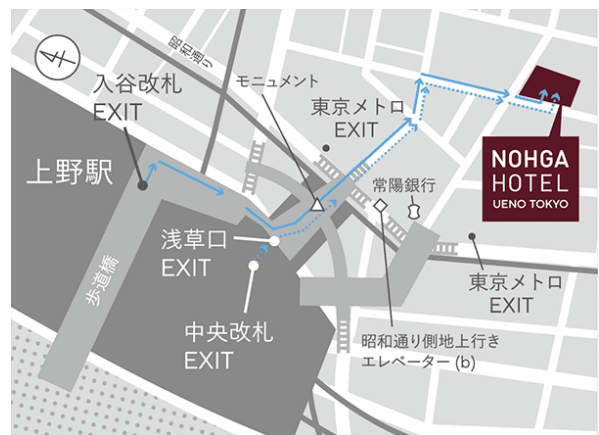 昭和通り
入谷改札
EXIT
モニュメント
東京メトロ
EXIT
上野駅
NOHGA
HOTEL
UENO TOKYO
常陽銀行
浅草口
EXIT
歩道橋
東京メトロ
EXIT
中央改札
EXIT
昭和通り側地上行き
エレベーター (b)